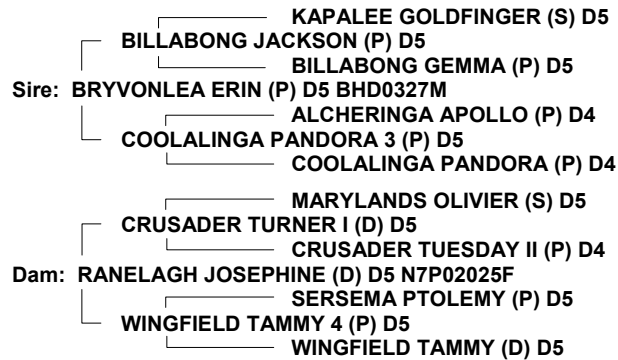 KAPALEE GOLDFINGER (S) D5
BILLABONG JACKSON (P) D5
BILLABONG GEMMA (P) D5
Sire: BRYVONLEA ERIN (P) D5 BHD0327M
ALCHERINGA APOLLO (P) D4
COOLALINGA PANDORA 3 (P) D5
COOLALINGA PANDORA (P) D4
MARYLANDS OLIVIER (S) D5
CRUSADER TURNER I (D) D5
CRUSADER TUESDAY II (P) D4
Dam: RANELAGH JOSEPHINE (D) D5 N7P02025F
SERSEMA PTOLEMY (P) D5
WINGFIELD TAMMY 4 (P) D5
WINGFIELD TAMMY (D) D5